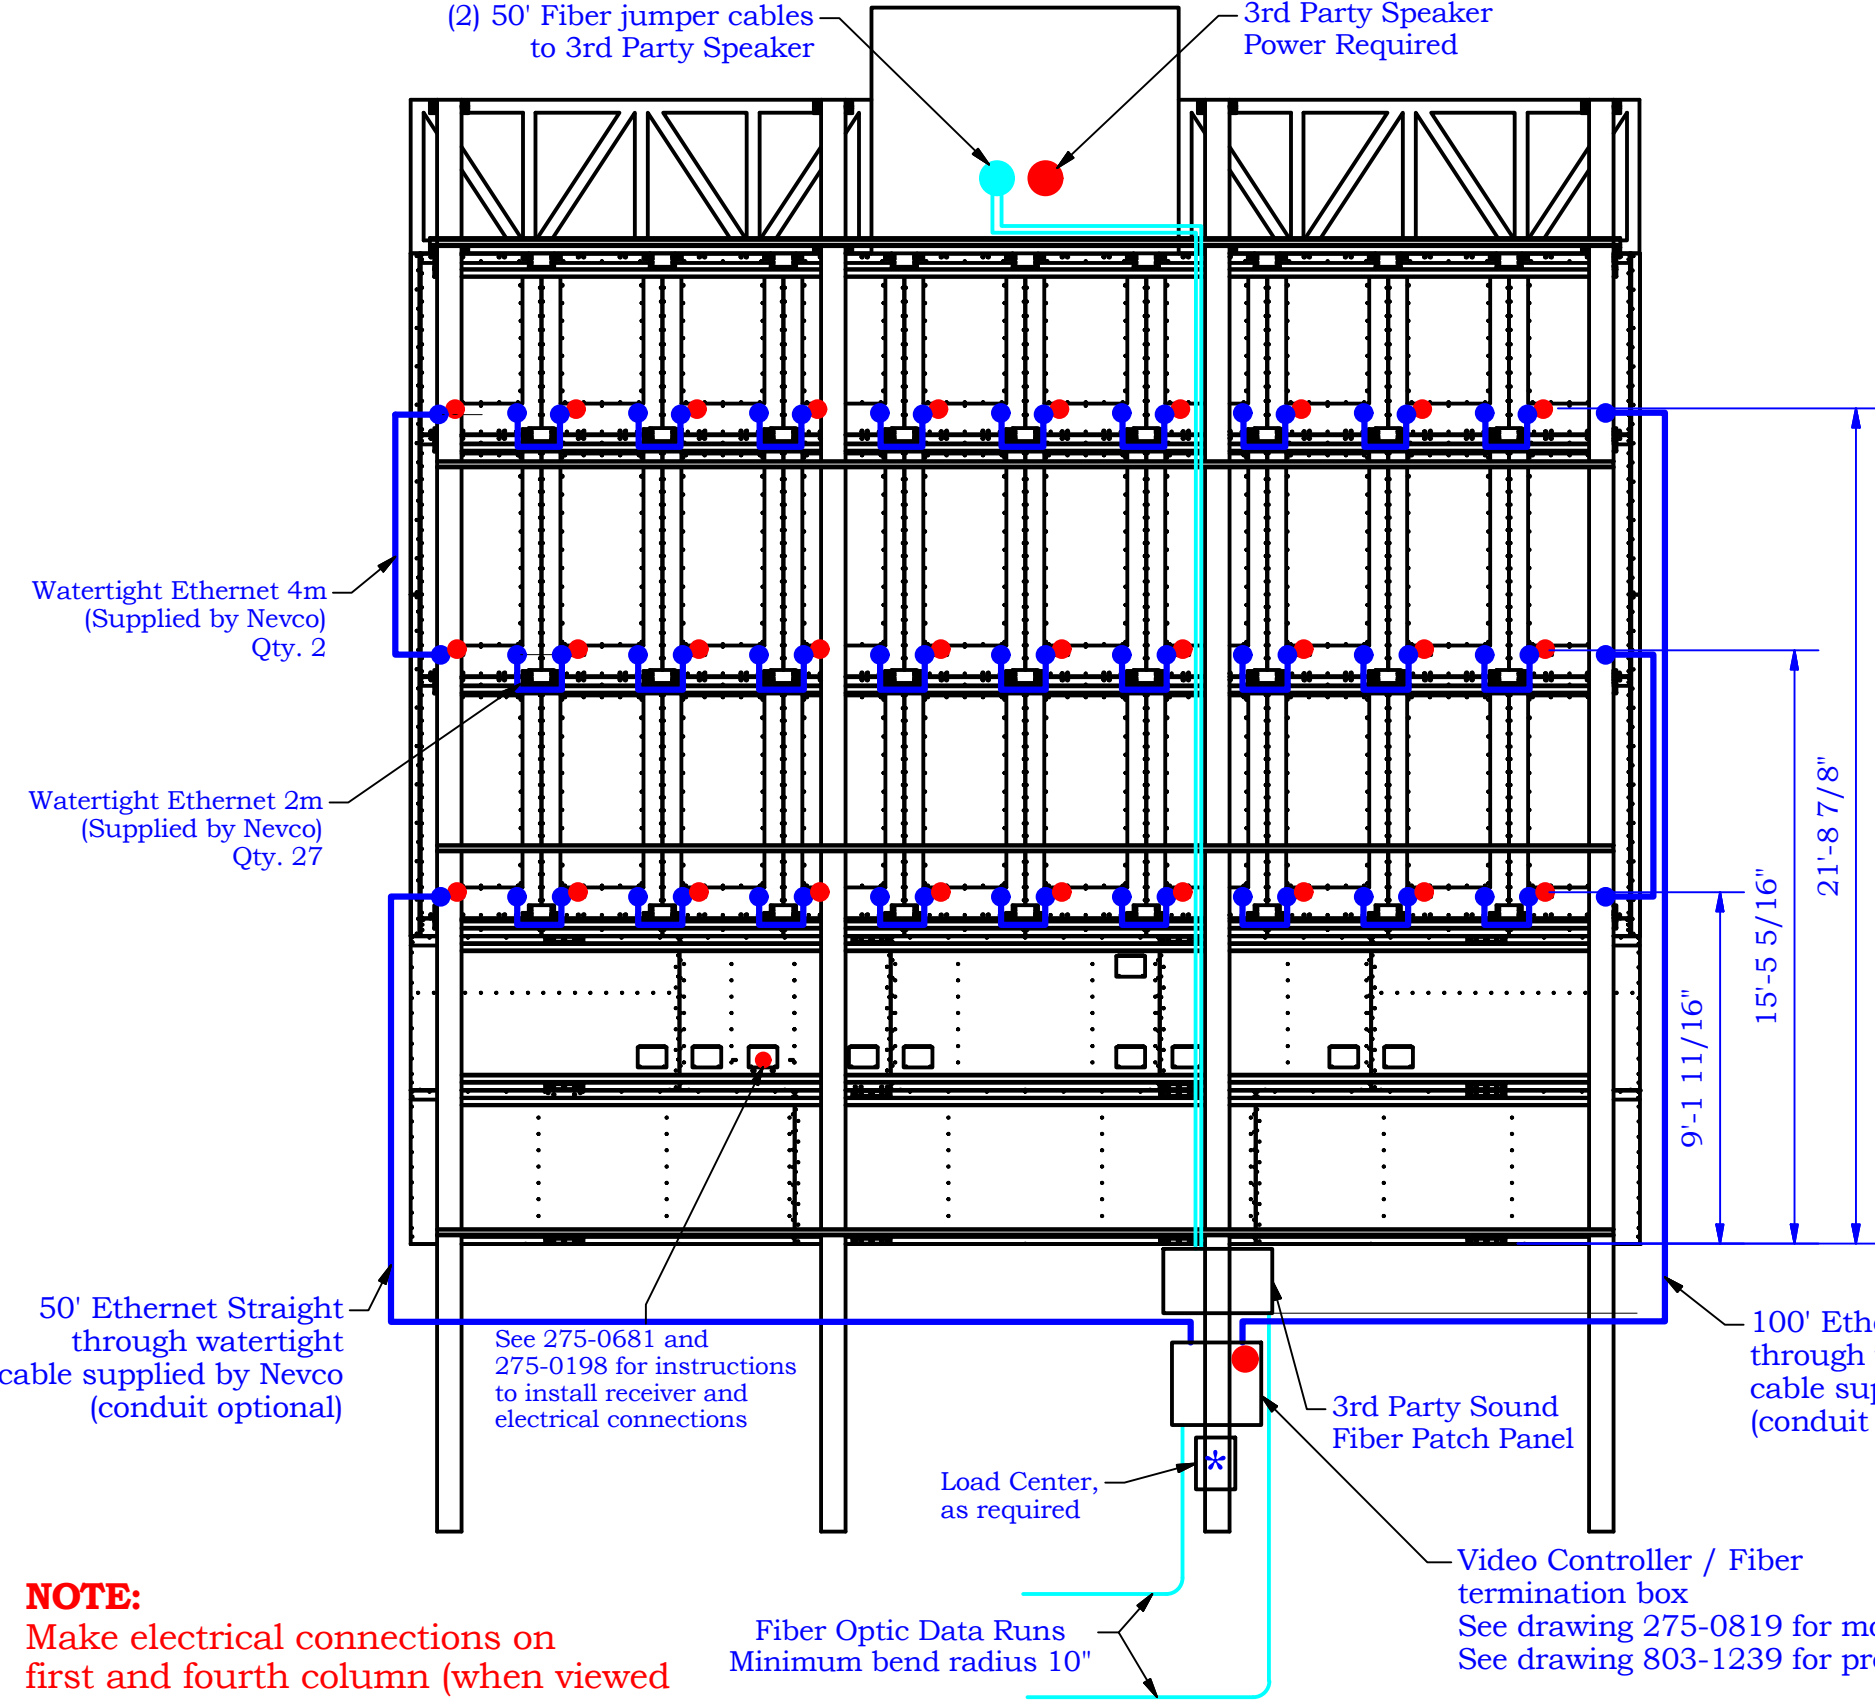 (2) 50' Fiber jumper cables
to 3rd Party Speaker
3rd Party Speaker
Power Required
Watertight Ethernet 4m
(Supplied by Nevco)
Qty. 2
Watertight Ethernet 2m
(Supplied by Nevco)
Qty. 27
21'-8 7/8"
15'-5 5/16"
9'-1 11/16"
50' Ethernet Straight
through watertight
cable supplied by Nevco
(conduit optional)
See 275-0681 and
275-0198 for instructions
to install receiver and
electrical connections
100'
through
cable
(conduit
3rd Party Sound
Fiber Patch Panel
Load Center,
as required
*
Video Controller / Fiber
termination box
See drawing 275-0819 for
See drawing 803-1239 for
Fiber Optic Data Runs
Minimum bend radius 10"
NOTE:
Make electrical connections on
first and fourth column (when viewed